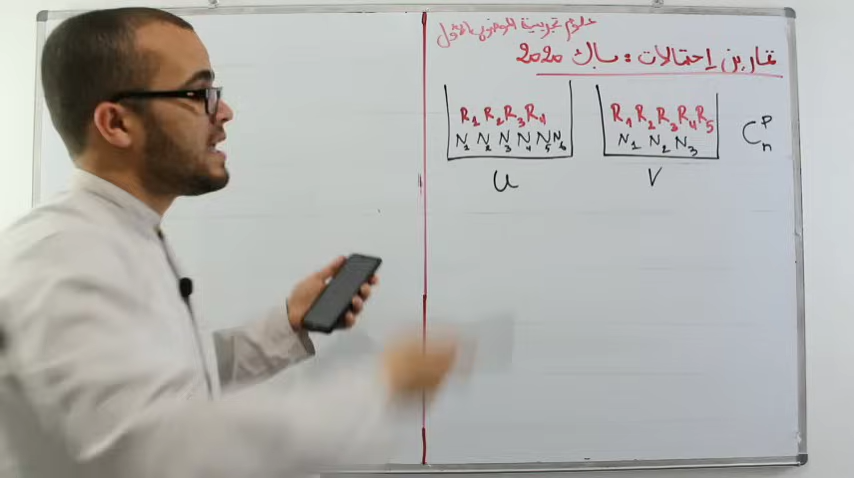 علوم تجريبية الموضوع الأول
تمارين إحتمالات : باك 2020
R1 R2 R3 R4
N1 N2 N3 N4 N5 N6
U
R1 R2 R3 R4 R5
N1 N2 N3
V
C n P